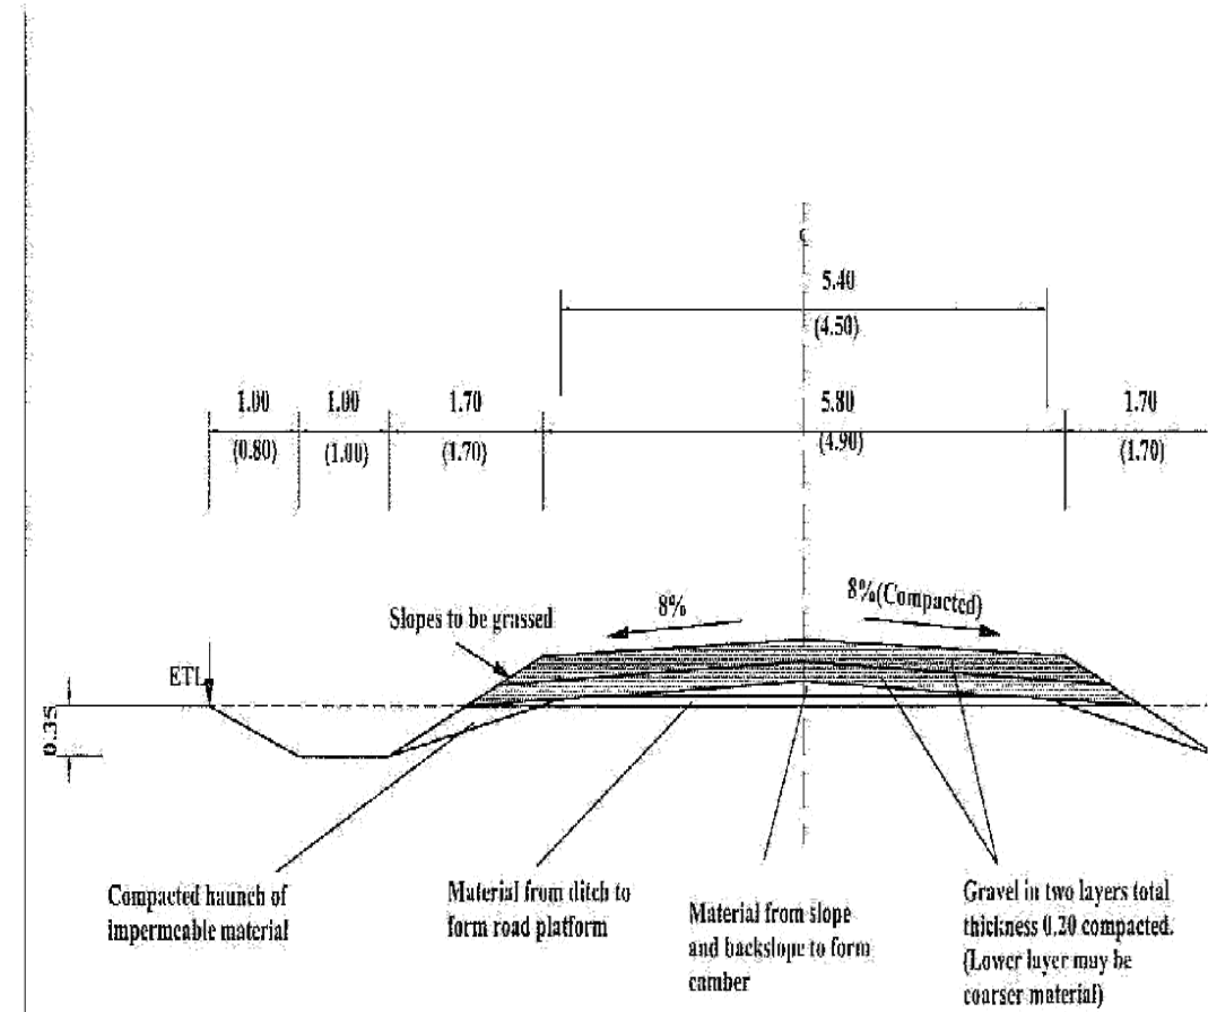 C
5.40
(4.50)
1.00 1.00 1.70 5.80 1.70
(0.80) (1.00) (1.70) (4.90) (1.70)
8% 8%(Compacted)
Slopes to be grassed
ETL
0.35
Compacted haunch of
impermeable material
Material from ditch to
form road platform
Material from slope
and backslope to form
camber
Gravel in two layers total
thickness 0.20 compacted.
(Lower layer may be
coarser material)